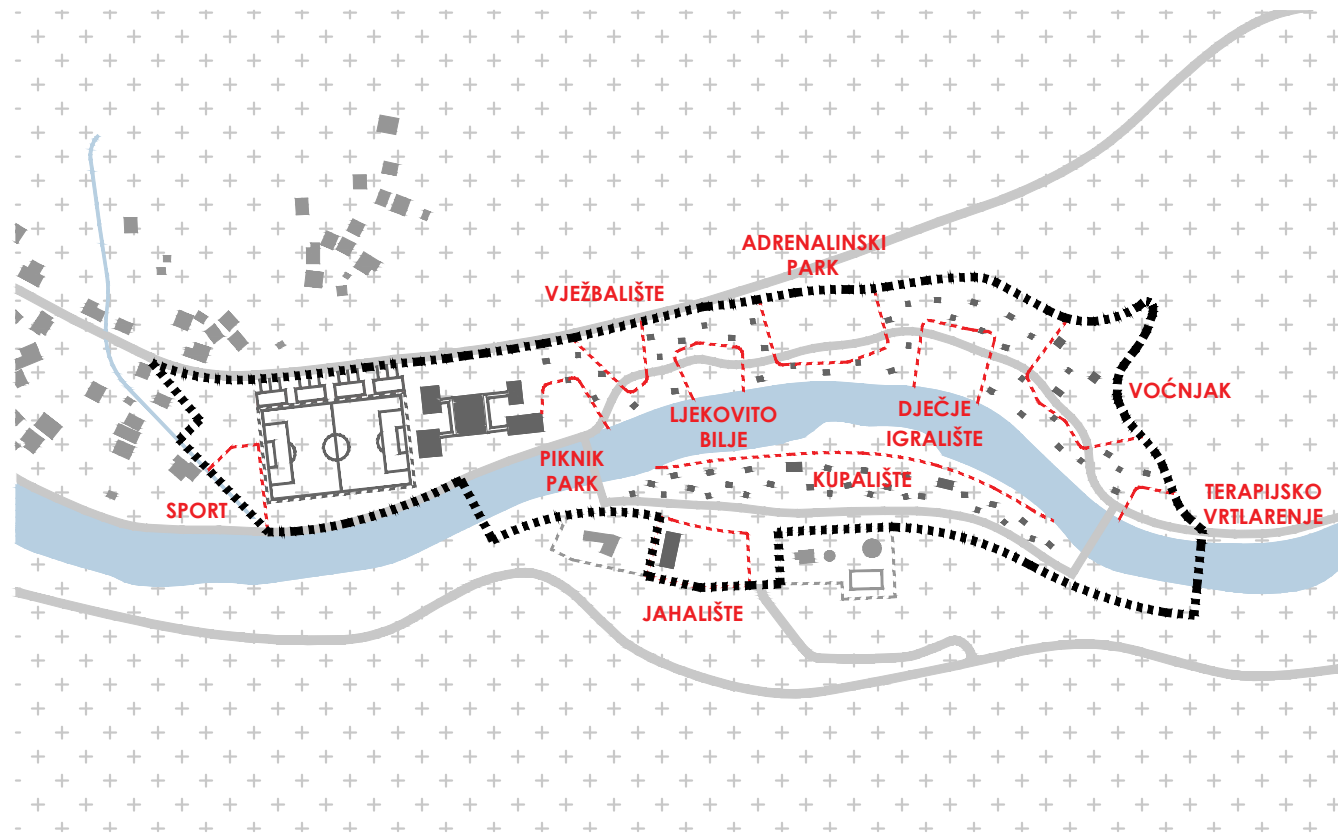 ADRENALINSKI
PARK
VJEŽBALIŠTE
VOĆNJAK
LJEKOVITO
BILJE
DJEČJE
IGRALIŠTE
PIKNIK
PARK
KUPALIŠTE
SPORT
TERAPIJSKO
VRTLARENJE
JAHALIŠTE